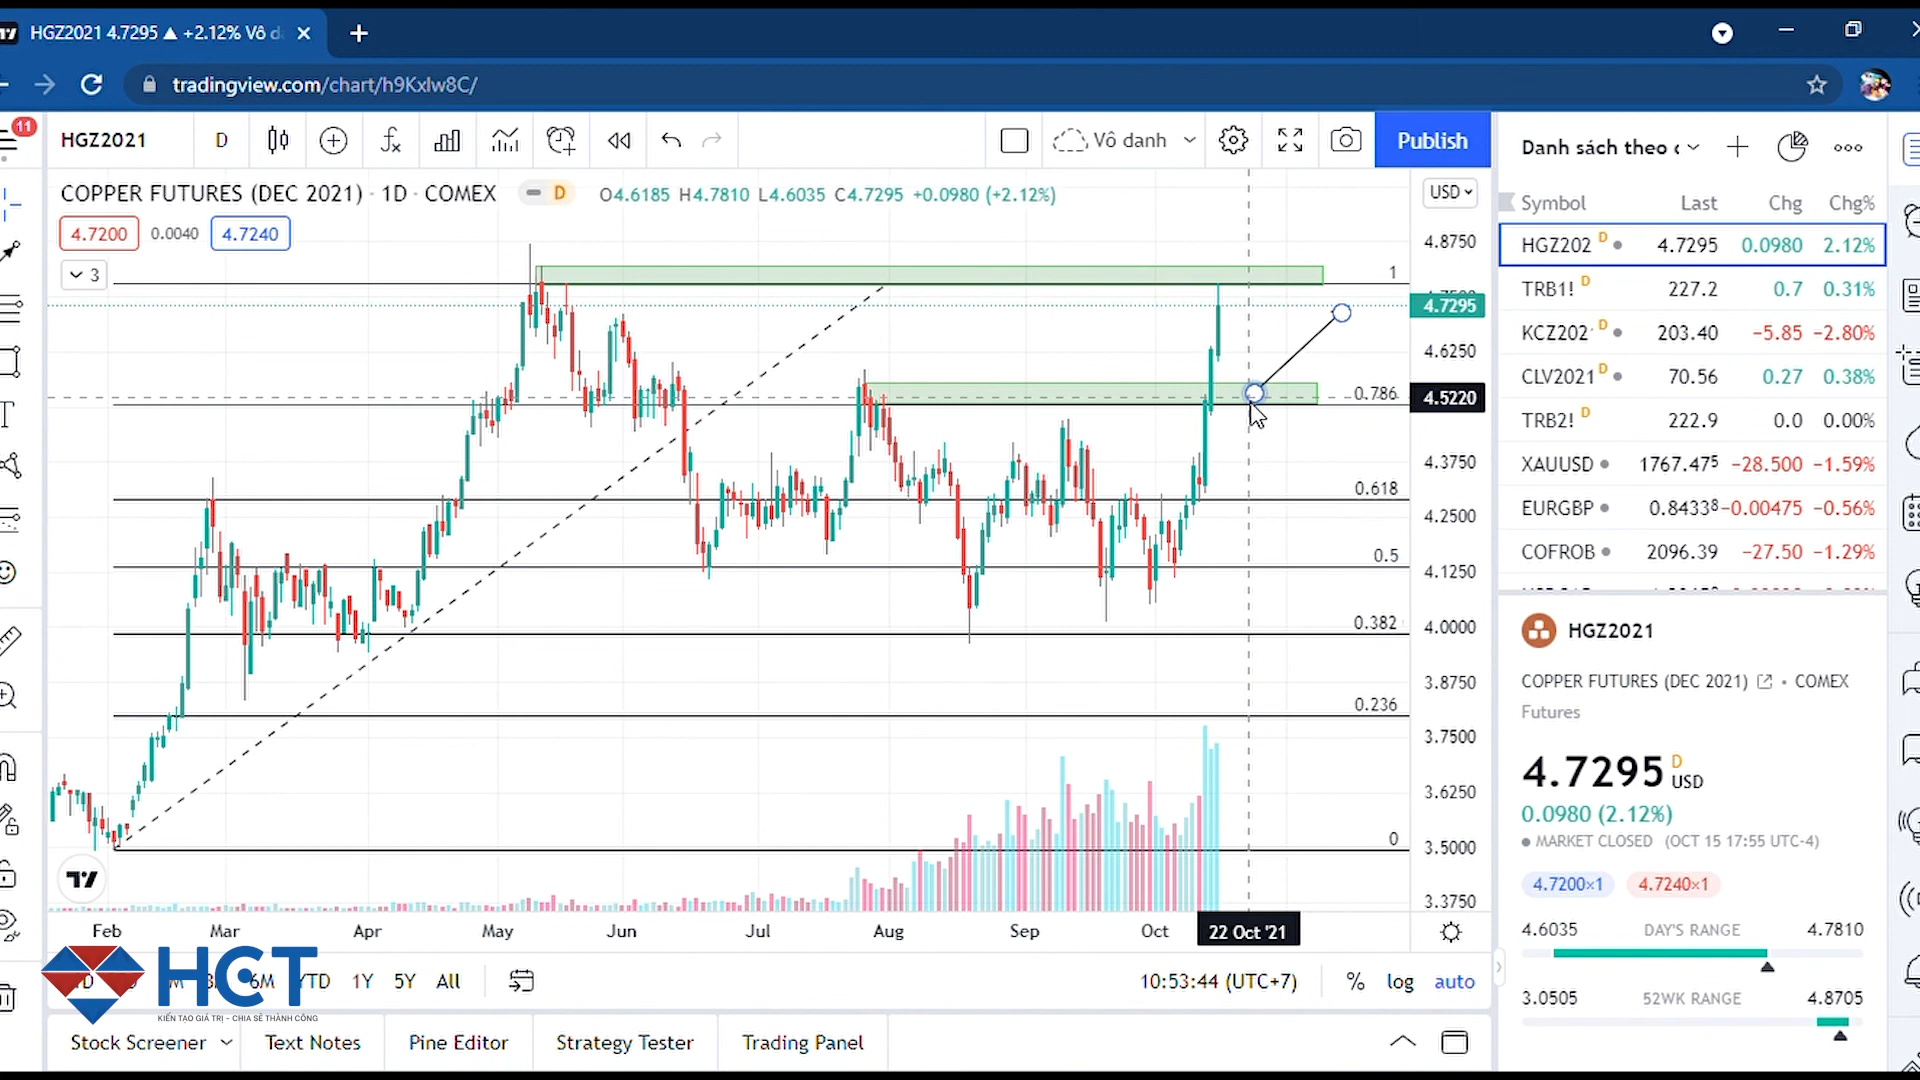 HGZ2021 4.7295 ▲ +2.12% Vô d
tradingview.com/chart/h9Kxlw8C/
11
HGZ2021 D
Vô danh
Publish
Danh sách theo
COPPER FUTURES (DEC 2021) · 1D · COMEX
D
O4.6185 H4.7810 L4.6035 C4.7295 +0.0980 (+2.12%)
USD
4.7200 0.0040 4.7240
3
Symbol Last Chg Chg%
HGZ202 D 4.7295 0.0980 2.12%
TRB1! D 227.2 0.7 0.31%
KCZ202 D 203.40 −5.85 −2.80%
CLV2021 D 70.56 0.27 0.38%
TRB2! D 222.9 0.0 0.00%
XAUUSD 1767.475 −28.500 −1.59%
EURGBP 0.84338 −0.00475 −0.56%
COFROB 2096.39 −27.50 −1.29%
1
0.786
0.618
0.5
0.382
0.236
0
4.8750
4.7295
4.6250
4.5220
4.3750
4.2500
4.1250
4.0000
3.8750
3.7500
3.6250
3.5000
3.3750
Feb Mar Apr May Jun Jul Aug Sep Oct 22 Oct '21
HGZ2021
COPPER FUTURES (DEC 2021) • COMEX
Futures
4.7295 D USD
0.0980 (2.12%)
MARKET CLOSED (OCT 15 17:55 UTC-4)
4.7200×1 4.7240×1
4.6035 DAY'S RANGE 4.7810
3.0505 52WK RANGE 4.8705
6M YTD 1Y 5Y All
10:53:44 (UTC+7) % log auto
HCT
KIẾN TẠO GIÁ TRỊ - CHIA SẺ THÀNH CÔNG
Stock Screener Text Notes Pine Editor Strategy Tester Trading Panel